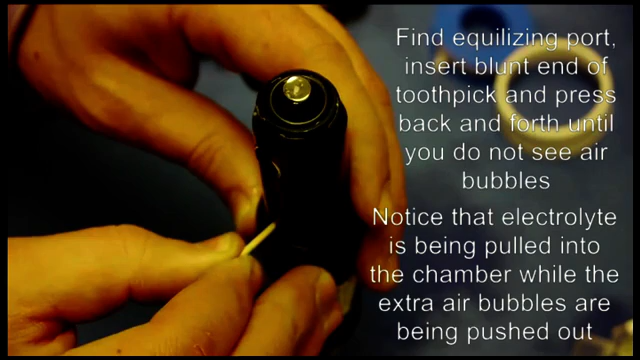 Find equilizing port,
insert blunt end of
toothpick and press
back and forth until
you do not see air
bubbles
Notice that electrolyte
is being pulled into
the chamber while the
extra air bubbles are
being pushed out